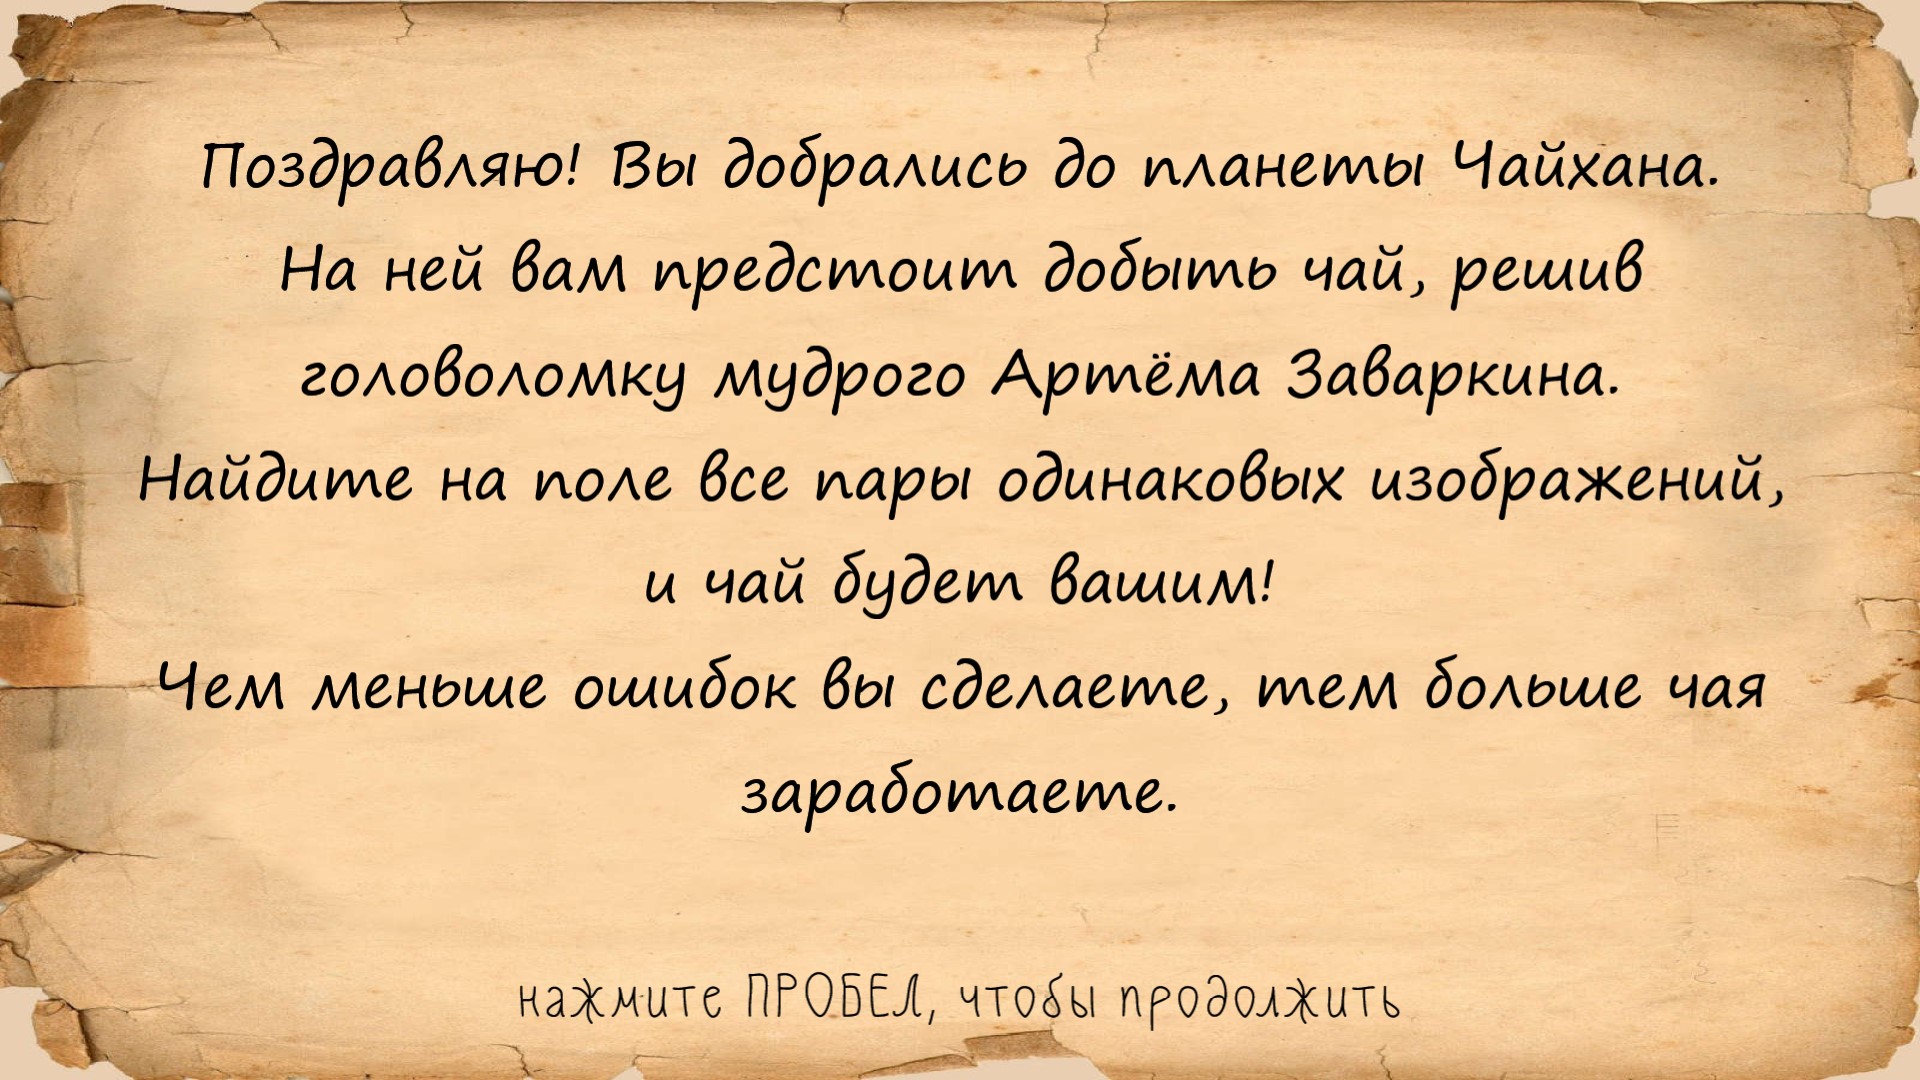 Поздравляю! Вы добрались до планеты Чайхана.
На ней вам предстоит добыть чай, решив
головоломку мудрого Артёма Заваркина.
Найдите на поле все пары одинаковых изображений,
и чай будет вашим!
Чем меньше ошибок вы сделаете, тем больше чая
заработаете.
нажмите ПРОБЕЛ, чтобы продолжить